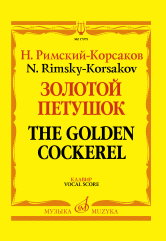 Н. Римский-Корсаков
N. Rimsky-Korsakov
ЗОЛОТОЙ
ПЕТУШОК
THE GOLDEN
COCKEREL
КЛАВИР
VOCAL SCORE
МУЗЫКА MUZYKA